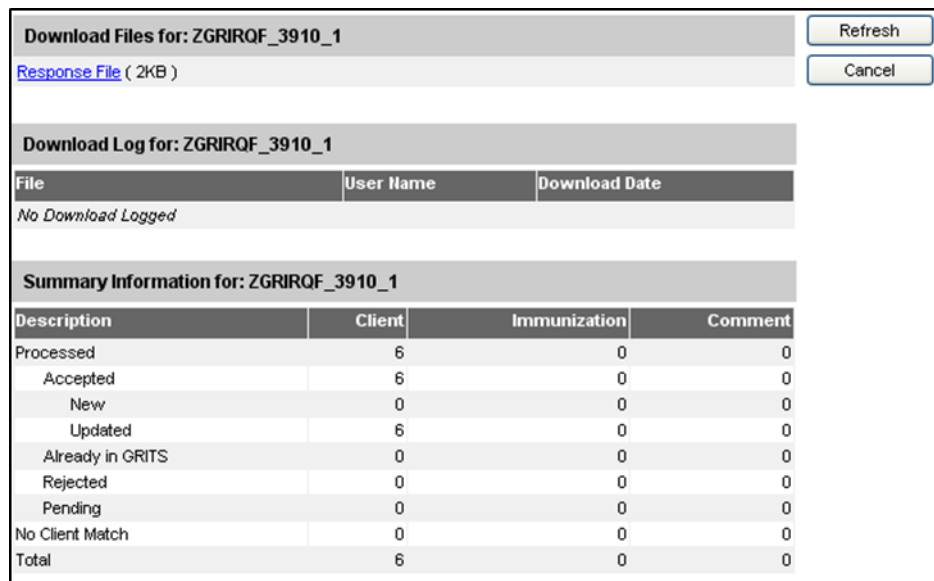 Download Files for: ZGRIRQF_3910_1
Refresh
Response File ( 2KB )
Cancel
Download Log for: ZGRIRQF_3910_1
File User Name Download Date
No Download Logged
Summary Information for: ZGRIRQF_3910_1
Description Client Immunization Comment
Processed 6 0 0
Accepted 6 0 0
New 0 0 0
Updated 6 0 0
Already in GRITS 0 0 0
Rejected 0 0 0
Pending 0 0 0
No Client Match 0 0 0
Total 6 0 0